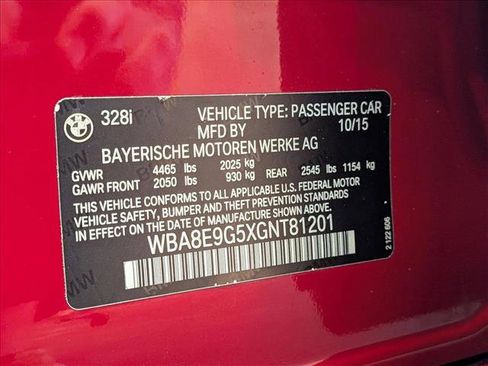 328i VEHICLE TYPE: PASSENGER CAR
MFD BY 10/15
BAYERISCHE MOTOREN WERKE AG
GVWR 4465 lbs 2025 kg
GAWR FRONT 2050 lbs 930 kg REAR 2545 lbs 1154 kg
THIS VEHICLE CONFORMS TO ALL APPLICABLE U.S. FEDERAL MOTOR
VEHICLE SAFETY, BUMPER AND THEFT PREVENTION STANDARDS
IN EFFECT ON THE DATE OF MANUFACTURE SHOWN ABOVE.
WBA8E9G5XGNT81201
2 122 606
BMW